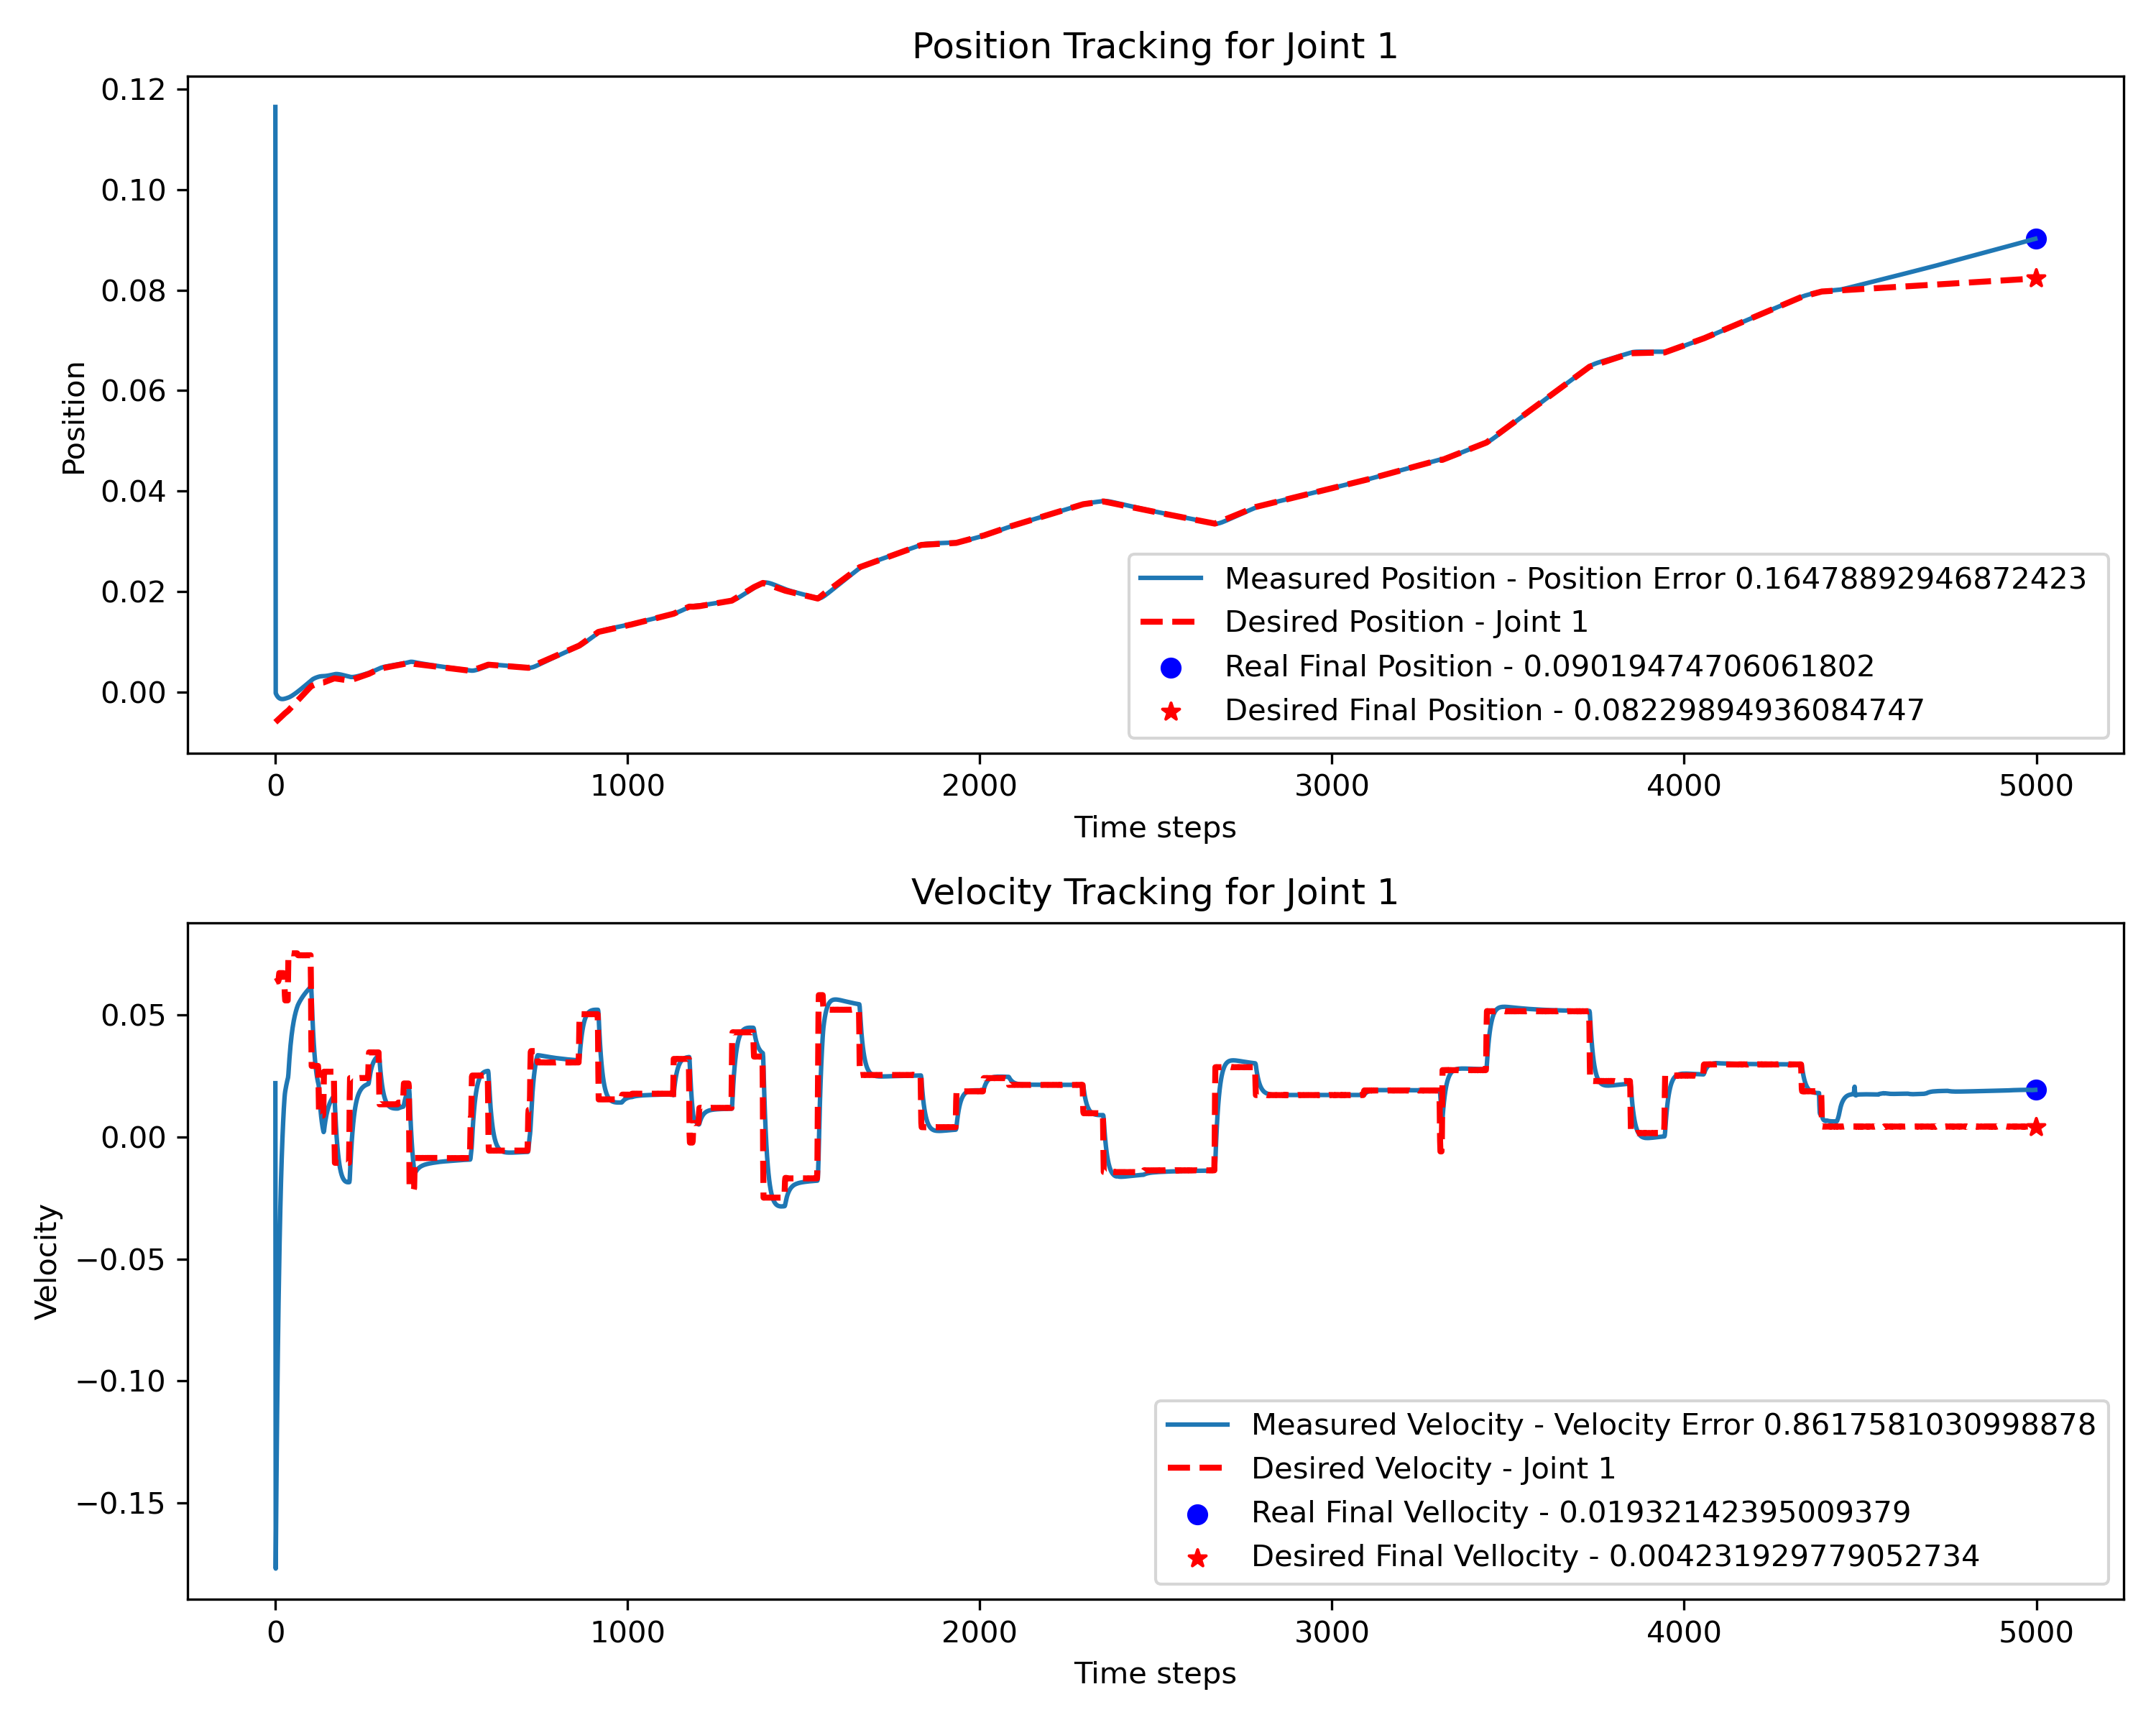 Position Tracking for Joint 1
0.12
0.10
0.08
0.06
0.04
0.02
0.00
Position
Measured Position - Position Error 0.16478892946872423
Desired Position - Joint 1
Real Final Position - 0.09019474706061802
Desired Final Position - 0.08229894936084747
0 1000 2000 3000 4000 5000
Time steps
Velocity Tracking for Joint 1
0.05
0.00
−0.05
−0.10
−0.15
Velocity
Measured Velocity - Velocity Error 0.8617581030998878
Desired Velocity - Joint 1
Real Final Vellocity - 0.01932142395009379
Desired Final Vellocity - 0.004231929779052734
0 1000 2000 3000 4000 5000
Time steps